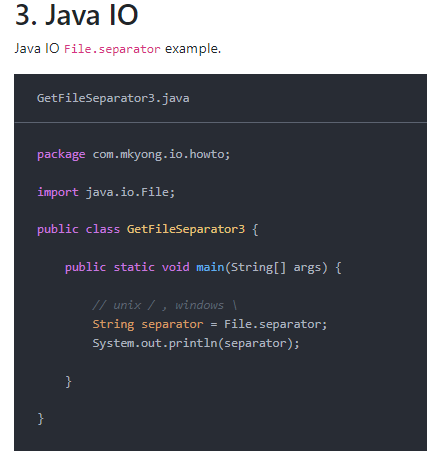 3. Java IO
Java IO File.separator example.
GetFileSeparator3.java
package com.mkyong.io.howto;
import java.io.File;
public class GetFileSeparator3 {
public static void main(String[] args) {
// unix / , windows \
String separator = File.separator;
System.out.println(separator);
}
}